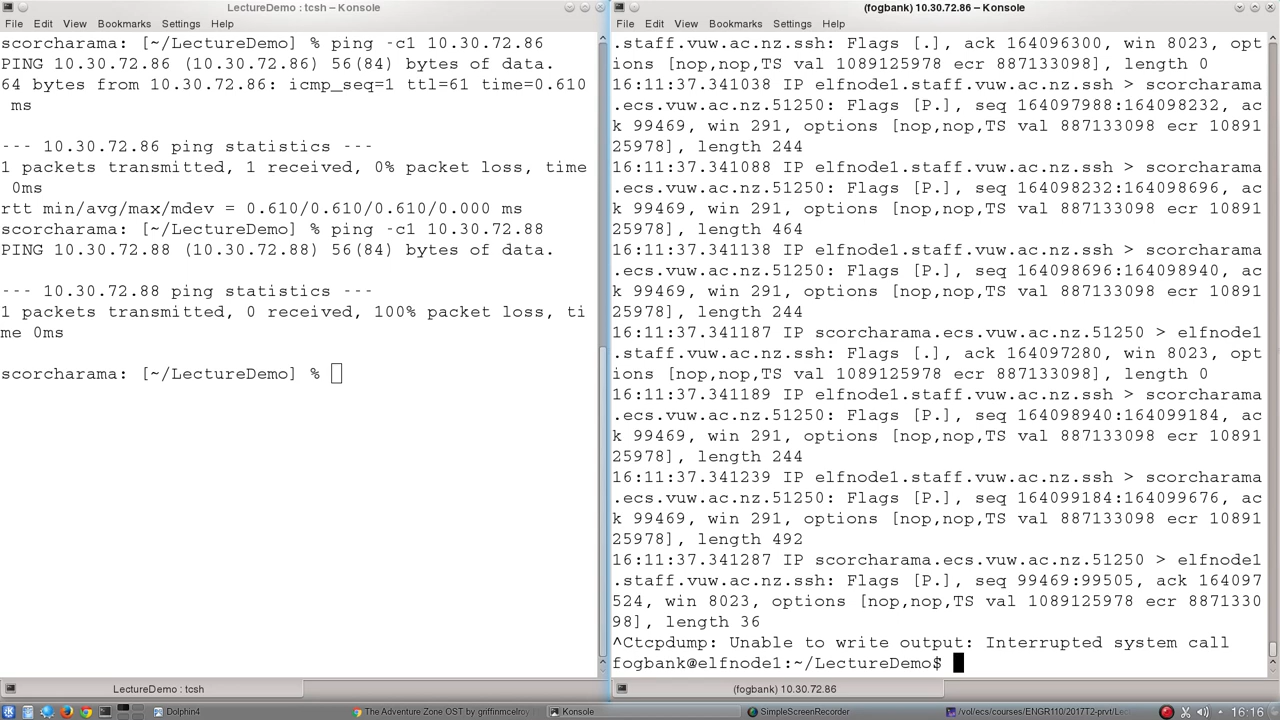 LectureDemo : tcsh – Konsole
File Edit View Bookmarks Settings Help
scorcharama: [~/LectureDemo] % ping -c1 10.30.72.86
PING 10.30.72.86 (10.30.72.86) 56(84) bytes of data.
64 bytes from 10.30.72.86: icmp_seq=1 ttl=61 time=0.610
 ms
--- 10.30.72.86 ping statistics ---
1 packets transmitted, 1 received, 0% packet loss, time
 0ms
rtt min/avg/max/mdev = 0.610/0.610/0.610/0.000 ms
scorcharama: [~/LectureDemo] % ping -c1 10.30.72.88
PING 10.30.72.88 (10.30.72.88) 56(84) bytes of data.
--- 10.30.72.88 ping statistics ---
1 packets transmitted, 0 received, 100% packet loss, ti
me 0ms
scorcharama: [~/LectureDemo] %
LectureDemo : tcsh
(fogbank) 10.30.72.86 – Konsole
File Edit View Bookmarks Settings Help
.staff.vuw.ac.nz.ssh: Flags [.], ack 164096300, win 8023, opt
ions [nop,nop,TS val 1089125978 ecr 887133098], length 0
16:11:37.341038 IP elfnode1.staff.vuw.ac.nz.ssh > scorcharama
.ecs.vuw.ac.nz.51250: Flags [P.], seq 164097988:164098232, ac
k 99469, win 291, options [nop,nop,TS val 887133098 ecr 10891
25978], length 244
16:11:37.341088 IP elfnode1.staff.vuw.ac.nz.ssh > scorcharama
.ecs.vuw.ac.nz.51250: Flags [P.], seq 164098232:164098696, ac
k 99469, win 291, options [nop,nop,TS val 887133098 ecr 10891
25978], length 464
16:11:37.341138 IP elfnode1.staff.vuw.ac.nz.ssh > scorcharama
.ecs.vuw.ac.nz.51250: Flags [P.], seq 164098696:164098940, ac
k 99469, win 291, options [nop,nop,TS val 887133098 ecr 10891
25978], length 244
16:11:37.341187 IP scorcharama.ecs.vuw.ac.nz.51250 > elfnode1
.staff.vuw.ac.nz.ssh: Flags [.], ack 164097280, win 8023, opt
ions [nop,nop,TS val 1089125978 ecr 887133098], length 0
16:11:37.341189 IP elfnode1.staff.vuw.ac.nz.ssh > scorcharama
.ecs.vuw.ac.nz.51250: Flags [P.], seq 164098940:164099184, ac
k 99469, win 291, options [nop,nop,TS val 887133098 ecr 10891
25978], length 244
16:11:37.341239 IP elfnode1.staff.vuw.ac.nz.ssh > scorcharama
.ecs.vuw.ac.nz.51250: Flags [P.], seq 164099184:164099676, ac
k 99469, win 291, options [nop,nop,TS val 887133098 ecr 10891
25978], length 492
16:11:37.341287 IP scorcharama.ecs.vuw.ac.nz.51250 > elfnode1
.staff.vuw.ac.nz.ssh: Flags [P.], seq 99469:99505, ack 164097
524, win 8023, options [nop,nop,TS val 1089125978 ecr 8871330
98], length 36
^Ctcpdump: Unable to write output: Interrupted system call
fogbank@elfnode1:~/LectureDemo$
(fogbank) 10.30.72.86
Dolphin4
The Adventure Zone OST by griffinmcelroy
Konsole
SimpleScreenRecorder
/vol/ecs/courses/ENGR110/2017T2-prvt/Lec
16:16